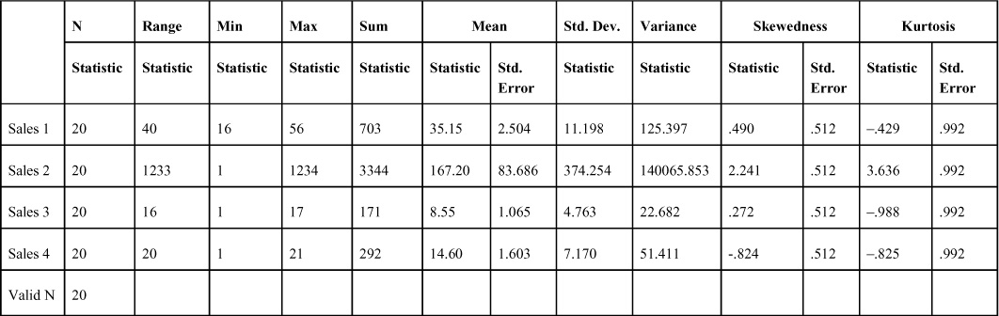 N Range Min Max Sum Mean Std. Dev. Variance Skewedness Kurtosis
Statistic Statistic Statistic Statistic Statistic Statistic Std. Error Statistic Statistic Statistic Std. Error Statistic Std. Error
Sales 1 20 40 16 56 703 35.15 2.504 11.198 125.397 .490 .512 –.429 .992
Sales 2 20 1233 1 1234 3344 167.20 83.686 374.254 140065.853 2.241 .512 3.636 .992
Sales 3 20 16 1 17 171 8.55 1.065 4.763 22.682 .272 .512 –.988 .992
Sales 4 20 20 1 21 292 14.60 1.603 7.170 51.411 -.824 .512 –.825 .992
Valid N 20